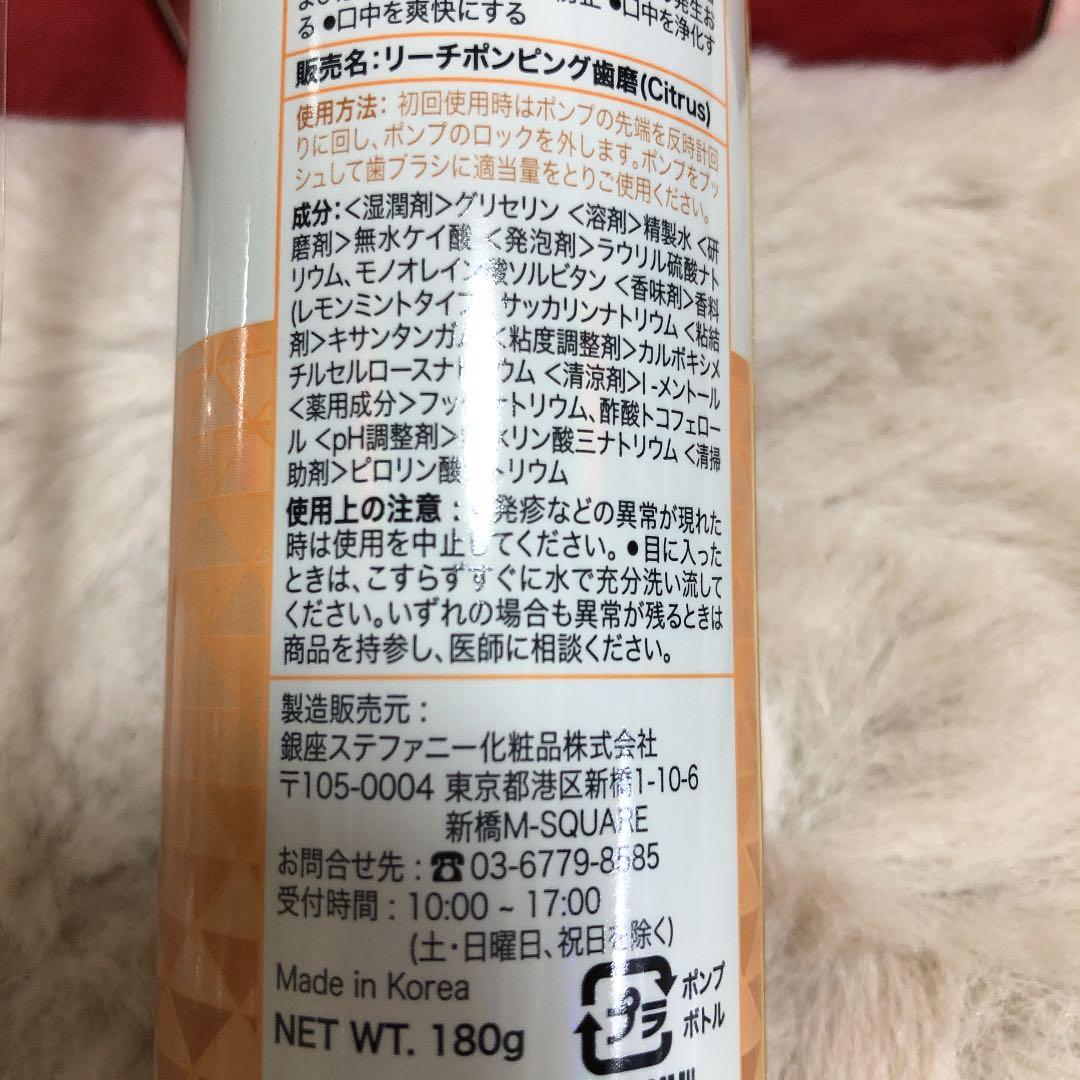 る ●口中を爽快にする ●口中を浄化す
販売名:リーチポンピング歯磨(Citrus)
使用方法: 初回使用時はポンプの先端を反時計回
りに回し、ポンプのロックを外します。ポンプをプッ
シュして歯ブラシに適当量をとりご使用ください。
成分:<湿潤剤>グリセリン <溶剤>精製水 <研
磨剤>無水ケイ酸 <発泡剤>ラウリル硫酸ナト
リウム、モノオレイン酸ソルビタン <香味剤>香料
(レモンミントタイプ サッカリンナトリウム <粘結
剤>キサンタンガム <粘度調整剤>カルボキシメ
チルセルロースナトリウム <清涼剤>l-メントール
<薬用成分>フッ ナトリウム、酢酸トコフェロー
ル <pH調整剤> 水リン酸三ナトリウム <清掃
助剤>ピロリン酸 トリウム
使用上の注意: 発疹などの異常が現れた
時は使用を中止してください。 ●目に入った
ときは、こすらずすぐに水で充分洗い流して
ください。いずれの場合も異常が残るときは
商品を持参し、医師に相談ください。
製造販売元:
銀座ステファニー化粧品株式会社
〒105-0004 東京都港区新橋1-10-6
新橋M-SQUARE
お問合せ先:☎03-6779-8585
受付時間:10:00 ~ 17:00
(土・日曜日、祝日を除く)
Made in Korea
NET WT. 180g
プラ
ポンプ
ボトル